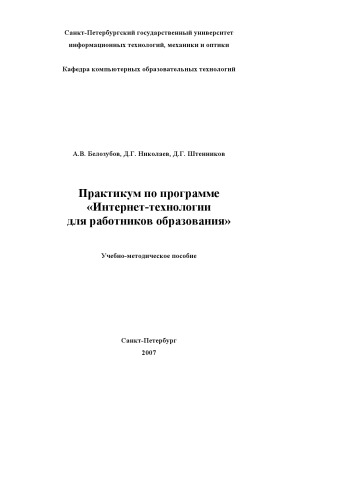 Санкт-Петербургский государственный университет
информационных технологий, механики и оптики
Кафедра компьютерных образовательных технологий
А.В. Белозубов, Д.Г. Николаев, Д.Г. Штенников
Практикум по программе
«Интернет-технологии
для работников образования»
Учебно-методическое пособие
Санкт-Петербург
2007